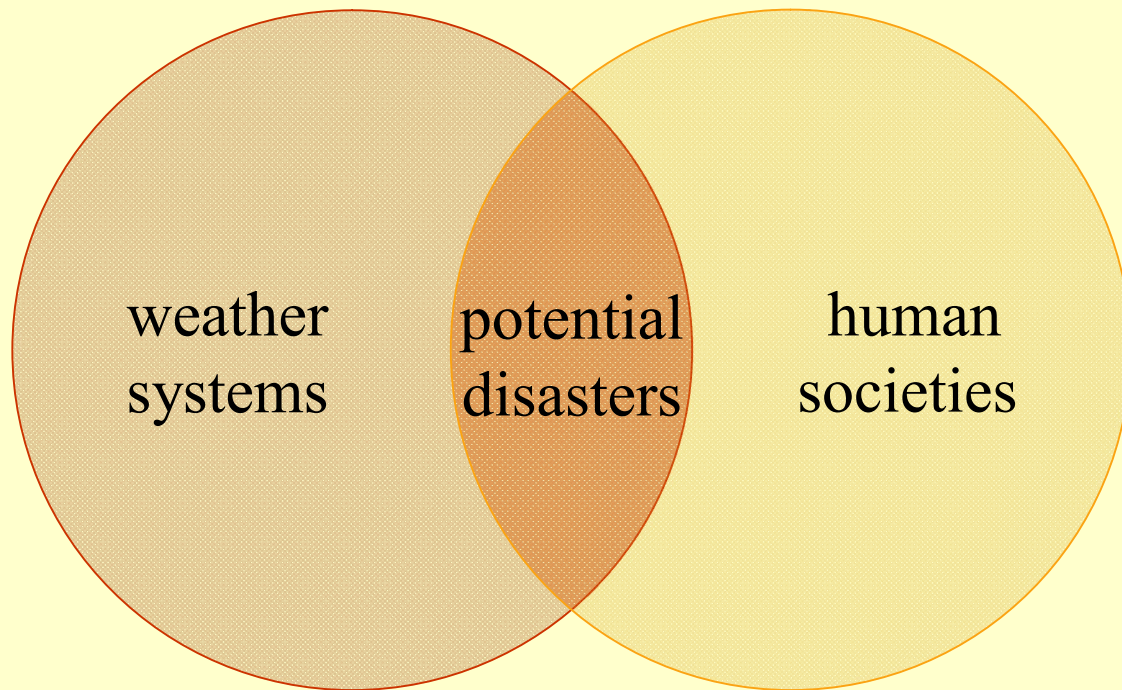 weather
systems
potential
disasters
human
societies